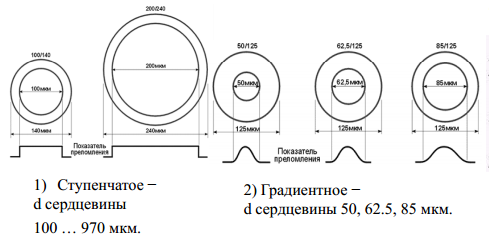 200/240
100/140
50/125
62,5/125
85/125
100мкм
200мкм
50мкм
62,5мкм
85мкм
140мкм
240мкм
125мкм
125мкм
125мкм
Показатель
преломления
Показатель
преломления
1) Ступенчатое –
d сердцевины
100 … 970 мкм.
2) Градиентное –
d сердцевины 50, 62.5, 85 мкм.